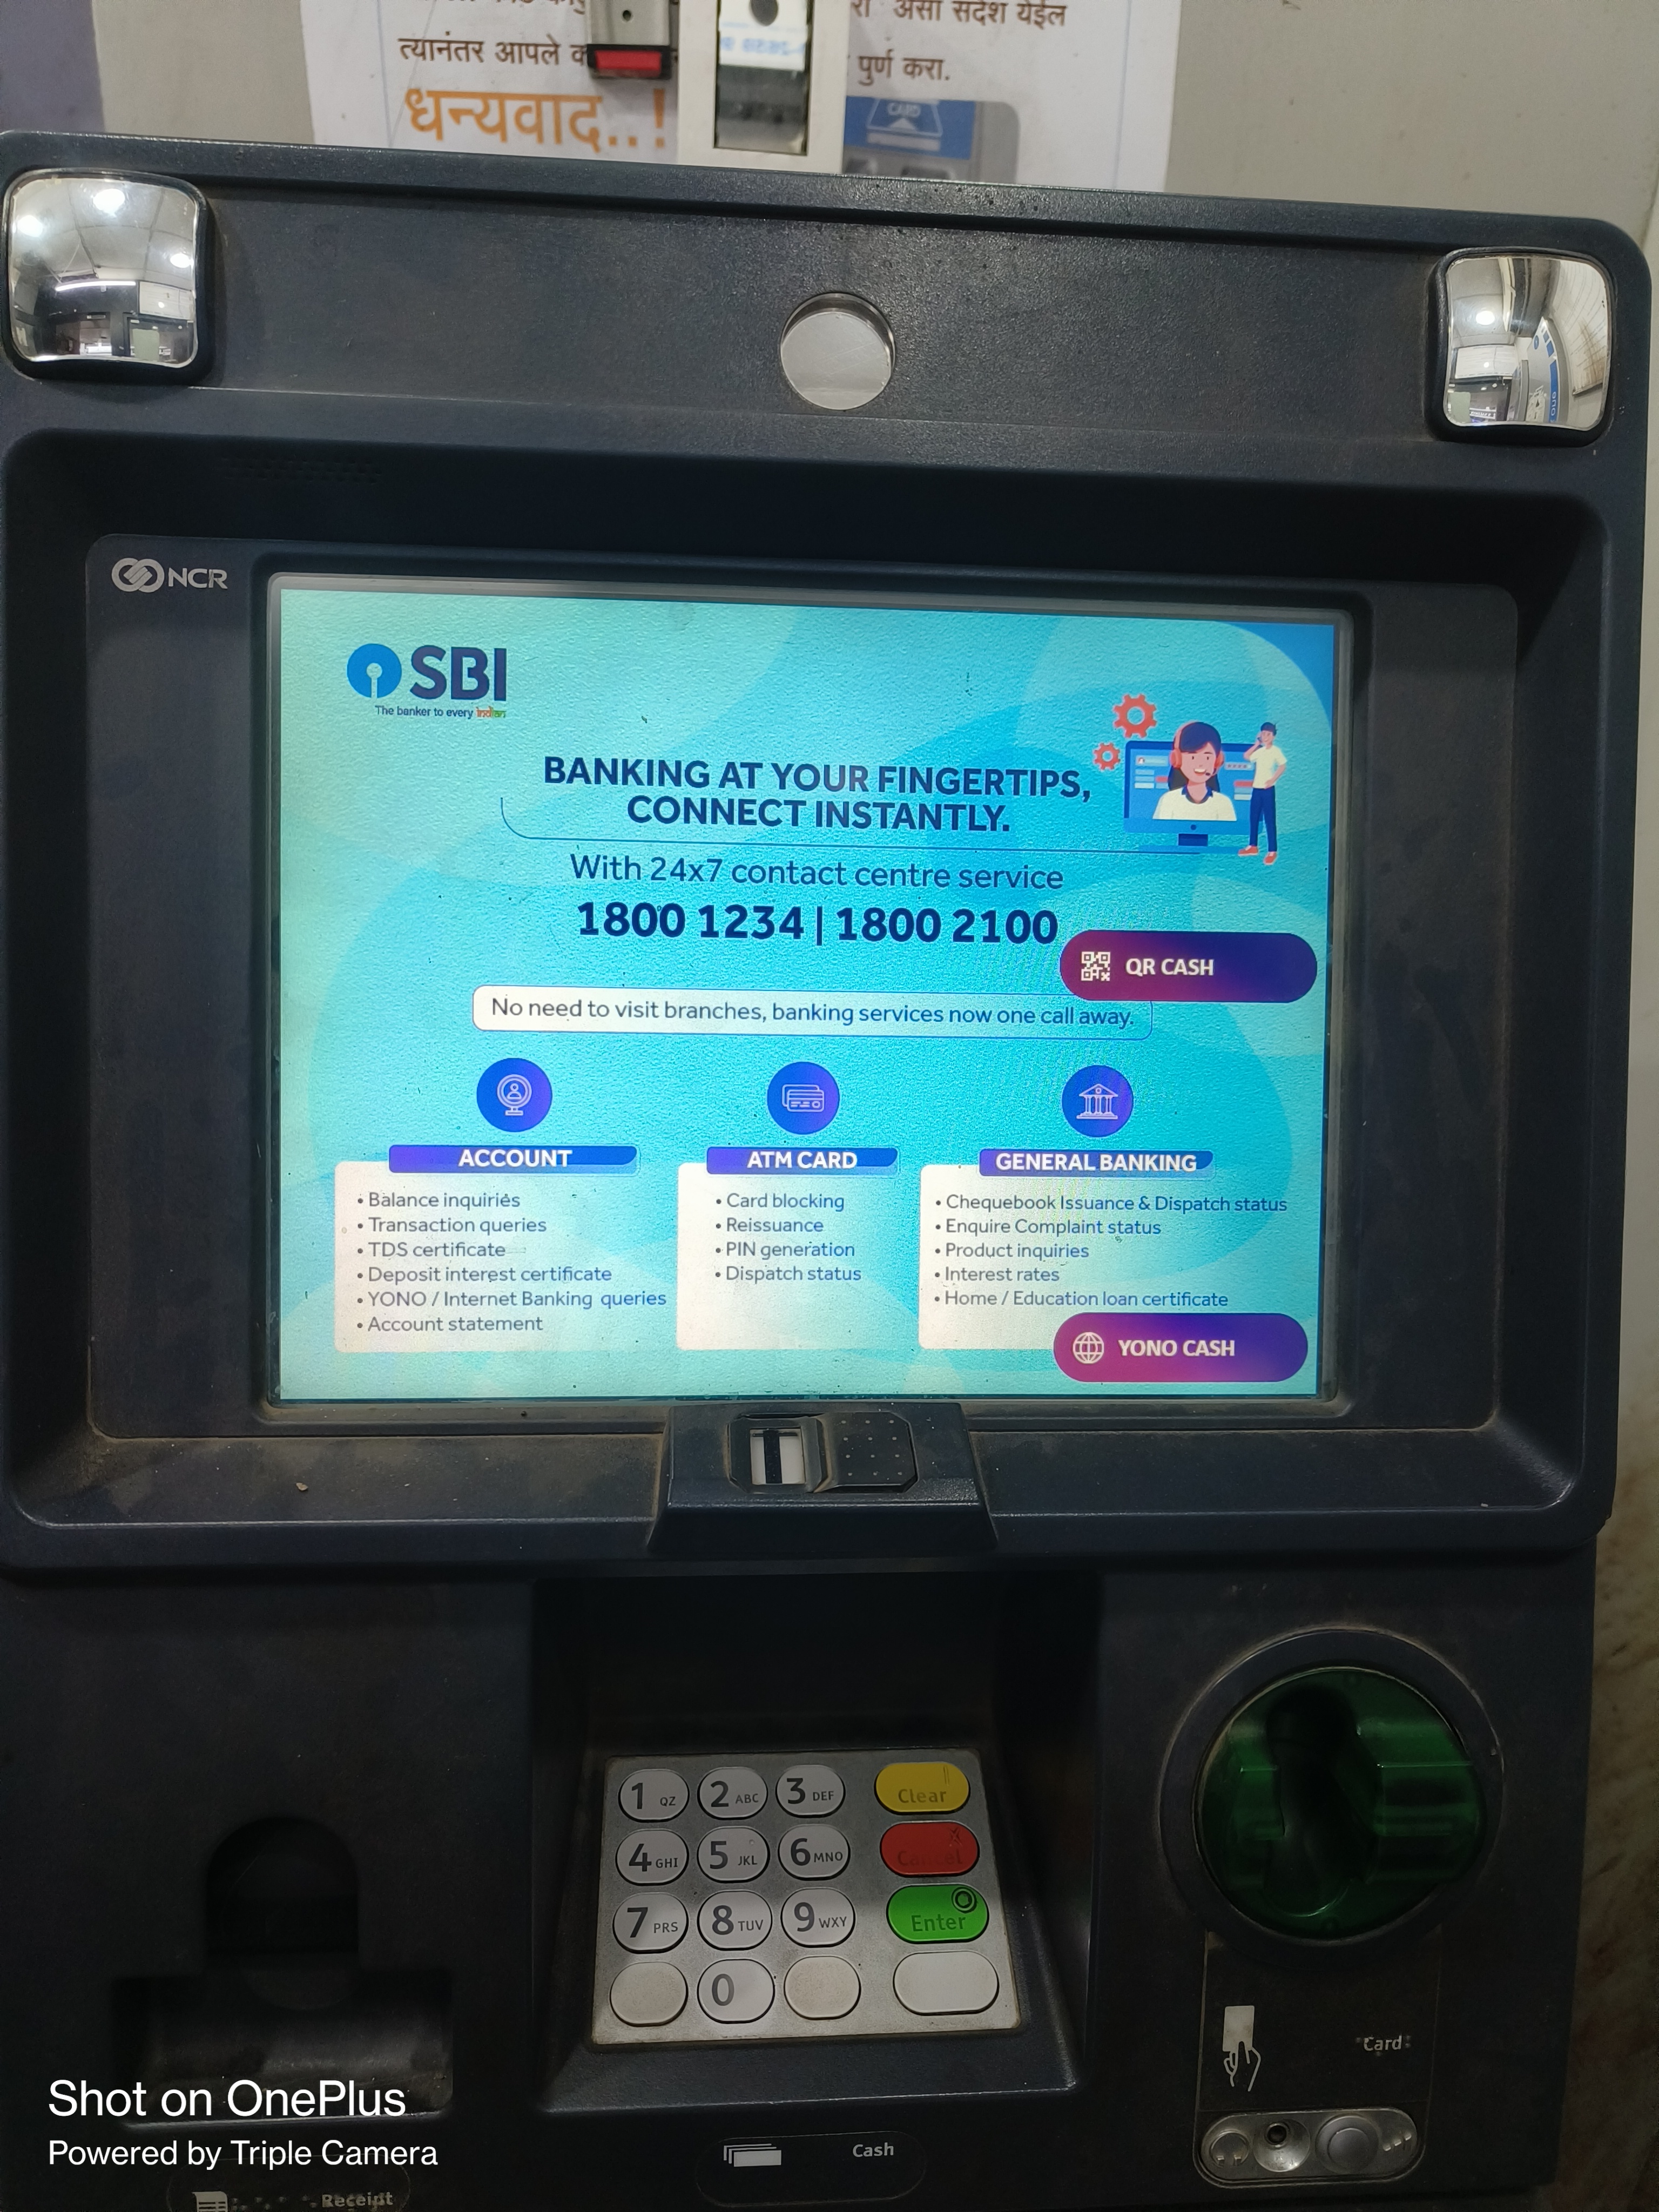 असा संदेश येईल
त्यानंतर आपले
पुर्ण करा.
धन्यवाद..!
CARD
NCR
SBI
The banker to every Indian
BANKING AT YOUR FINGERTIPS,
CONNECT INSTANTLY.
With 24x7 contact centre service
1800 1234 | 1800 2100
QR CASH
No need to visit branches, banking services now one call away.
ACCOUNT
• Balance inquiries
• Transaction queries
• TDS certificate
• Deposit interest certificate
• YONO / Internet Banking queries
• Account statement
ATM CARD
• Card blocking
• Reissuance
• PIN generation
• Dispatch status
GENERAL BANKING
• Chequebook Issuance & Dispatch status
• Enquire Complaint status
• Product inquiries
• Interest rates
• Home / Education loan certificate
YONO CASH
1 QZ 2 ABC 3 DEF Clear
4 GHI 5 JKL 6 MNO Cancel
7 PRS 8 TUV 9 WXY Enter
0
Card
Cash
Receipt
Shot on OnePlus
Powered by Triple Camera